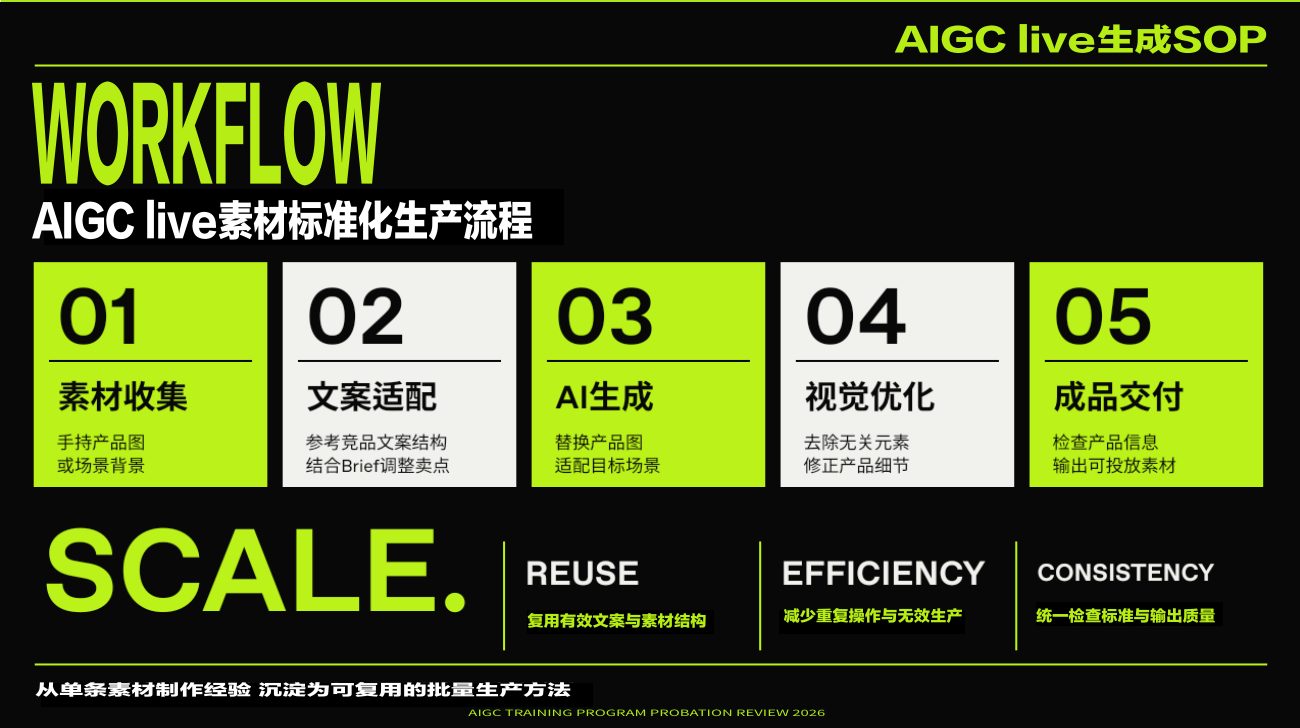 AIGC live生成SOP
WORKFLOW
AIGC live素材标准化生产流程
01
素材收集
手持产品图
或场景背景
02
文案适配
参考竞品文案结构
结合Brief调整卖点
03
AI生成
替换产品图
适配目标场景
04
视觉优化
去除无关元素
修正产品细节
05
成品交付
检查产品信息
输出可投放素材
SCALE.
REUSE
复用有效文案与素材结构
EFFICIENCY
减少重复操作与无效生产
CONSISTENCY
统一检查标准与输出质量
从单条素材制作经验 沉淀为可复用的批量生产方法
AIGC TRAINING PROGRAM PROBATION REVIEW 2026